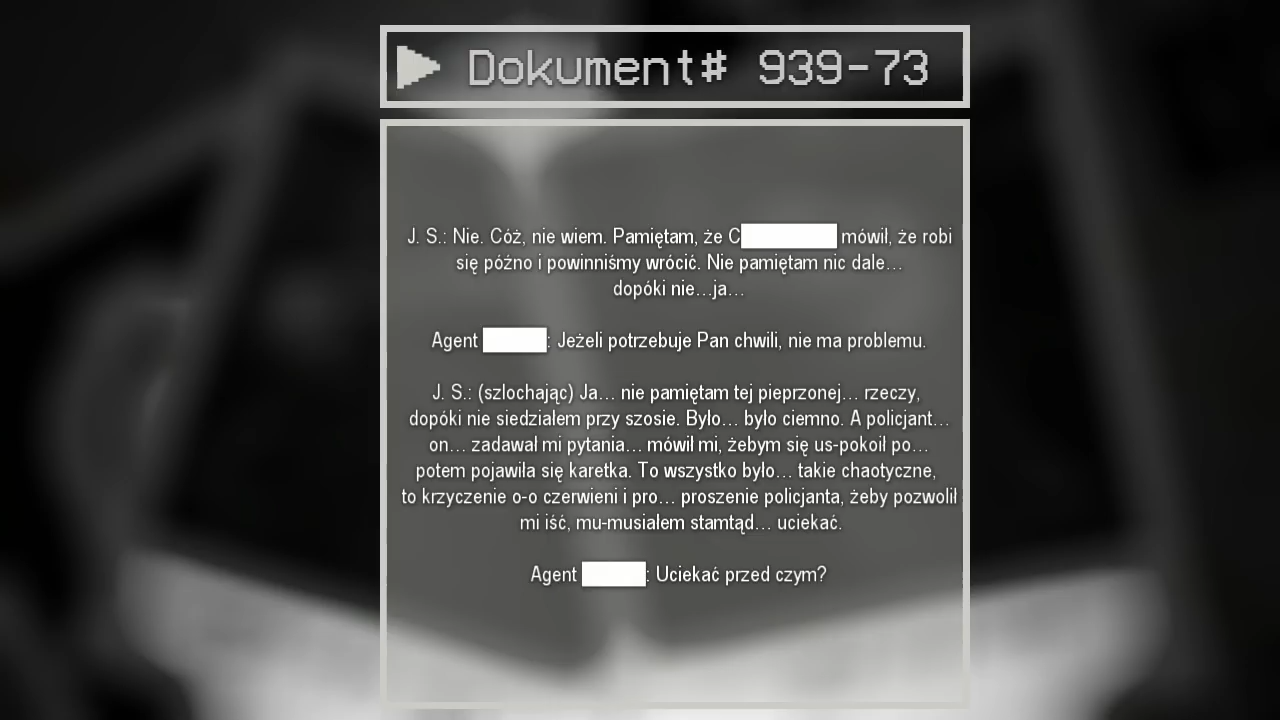 Dokument# 939-73
J. S.: Nie. Cóż, nie wiem. Pamiętam, że C mówił, że robi
się późno i powinniśmy wrócić. Nie pamiętam nic dale…
dopóki nie…ja…
Agent : Jeżeli potrzebuje Pan chwili, nie ma problemu.
J. S.: (szlochając) Ja… nie pamiętam tej pieprzonej… rzeczy,
dopóki nie siedziałem przy szosie. Było… było ciemno. A policjant…
on… zadawał mi pytania… mówił mi, żebym się us-pokoił po…
potem pojawiła się karetka. To wszystko było… takie chaotyczne,
to krzyczenie o-o czerwieni i pro… proszenie policjanta, żeby pozwolił
mi iść, mu-musiałem stamtąd… uciekać.
Agent : Uciekać przed czym?